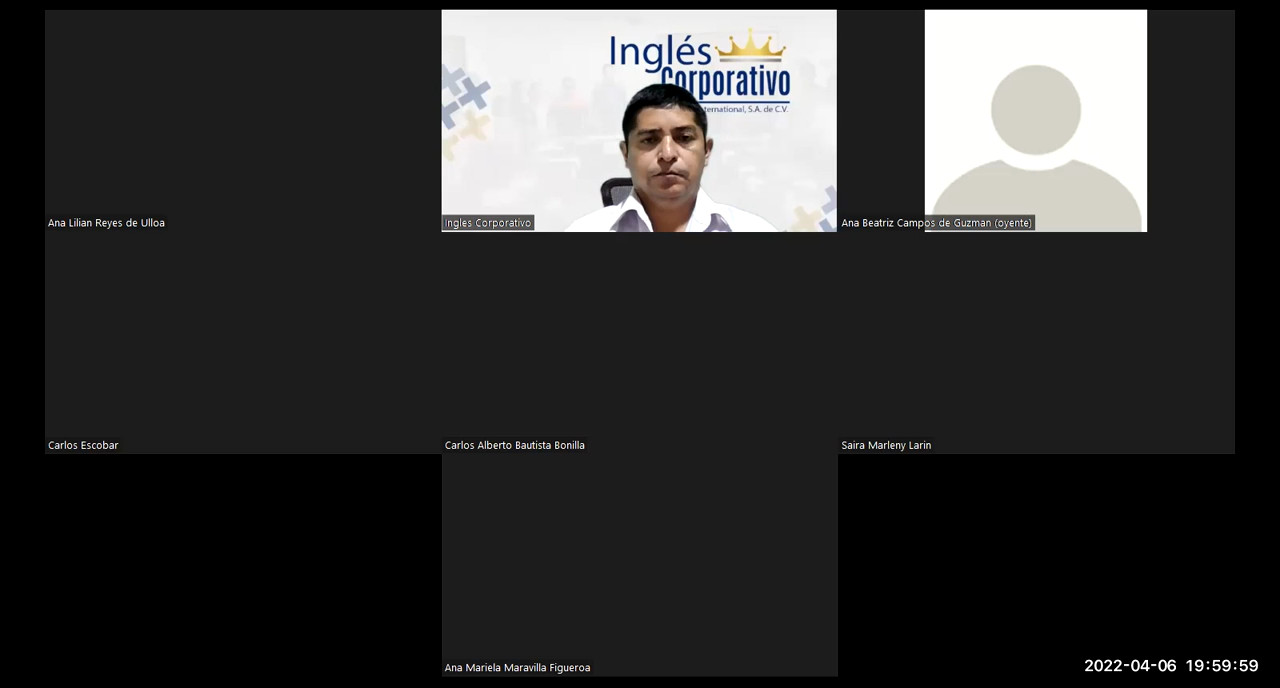 Inglés
Corporativo
ternational, S.A. de C.V.
Ana Lilian Reyes de Ulloa
Ingles Corporativo
Ana Beatriz Campos de Guzman (oyente)
Carlos Escobar
Carlos Alberto Bautista Bonilla
Saira Marleny Larin
Ana Mariela Maravilla Figueroa
2022-04-06 19:59:59